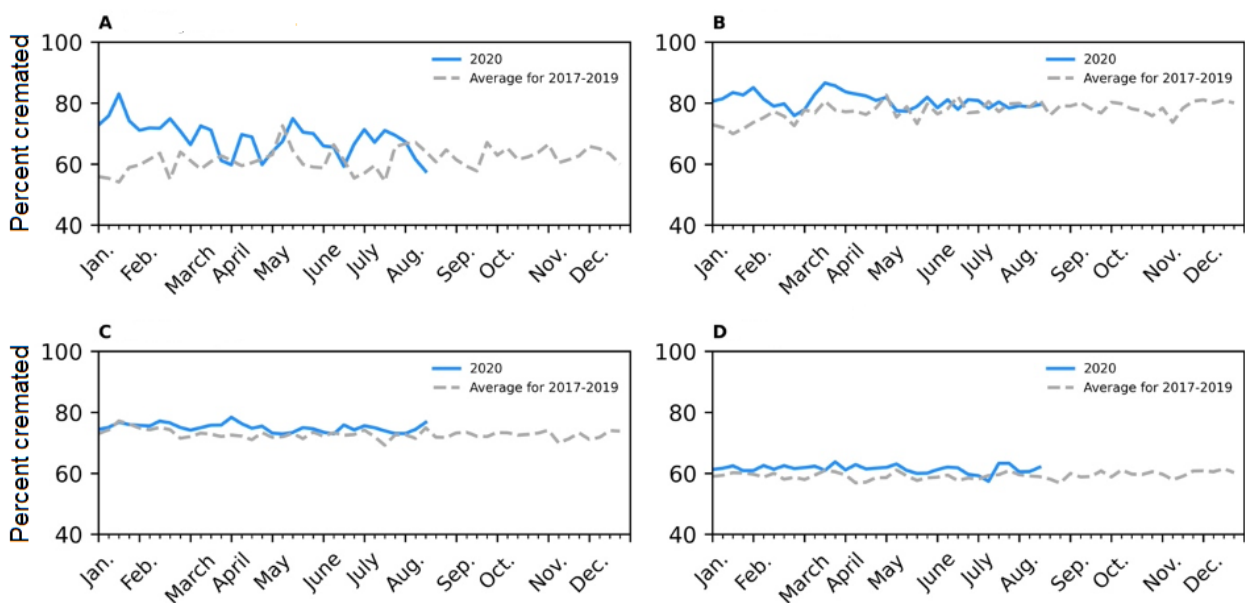 A
Percent cremated
100
80
60
40
2020
Average for 2017-2019
Jan.
Feb.
March
April
May
June
July
Aug.
Sep.
Oct.
Nov.
Dec.
B
100
80
60
40
2020
Average for 2017-2019
Jan.
Feb.
March
April
May
June
July
Aug.
Sep.
Oct.
Nov.
Dec.
C
Percent cremated
100
80
60
40
2020
Average for 2017-2019
Jan.
Feb.
March
April
May
June
July
Aug.
Sep.
Oct.
Nov.
Dec.
D
100
80
60
40
2020
Average for 2017-2019
Jan.
Feb.
March
April
May
June
July
Aug.
Sep.
Oct.
Nov.
Dec.